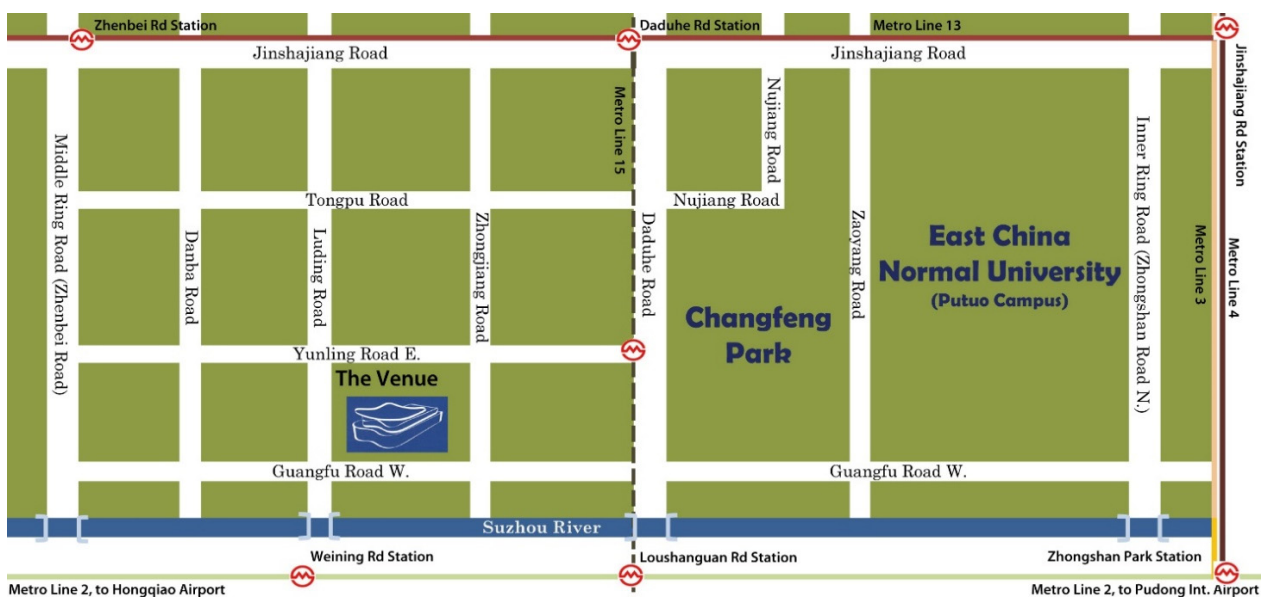 Zhenbei Rd Station
Daduhe Rd Station
Metro Line 13
Jinshajiang Road
Jinshajiang Road
Jinshajiang Rd Station
Metro Line 15
Nujiang Road
Middle Ring Road (Zhenbei Road)
Inner Ring Road (Zhongshan Road N.)
Tongpu Road
Nujiang Road
Danba Road
Luding Road
Zhongjiang Road
Daduhe Road
Zaoyang Road
East China
Normal University
(Putuo Campus)
Metro Line 3
Metro Line 4
Changfeng
Park
Yunling Road E.
The Venue
Guangfu Road W.
Guangfu Road W.
Suzhou River
Weining Rd Station
Loushanguan Rd Station
Zhongshan Park Station
Metro Line 2, to Hongqiao Airport
Metro Line 2, to Pudong Int. Airport